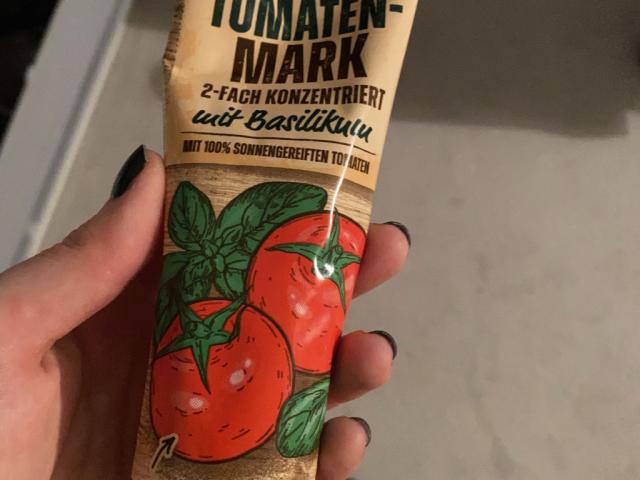 TOMATEN-
MARK
2-FACH KONZENTRIERT
mit Basilikum
MIT 100% SONNENGEREIFTEN TOMATEN